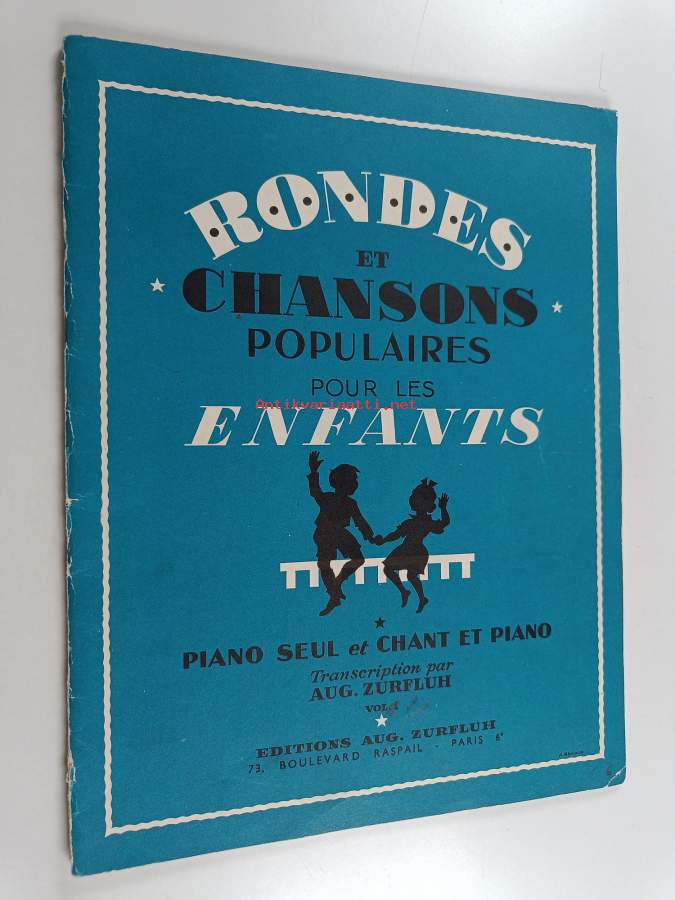 RONDES
ET
CHANSONS
POPULAIRES
POUR LES
Antikvariaatti.net
ENFANTS
PIANO SEUL et CHANT ET PIANO
Transcription par
AUG. ZURFLUH
VOL. 1
EDITIONS AUG. ZURFLUH
73, BOULEVARD RASPAIL - PARIS 6e